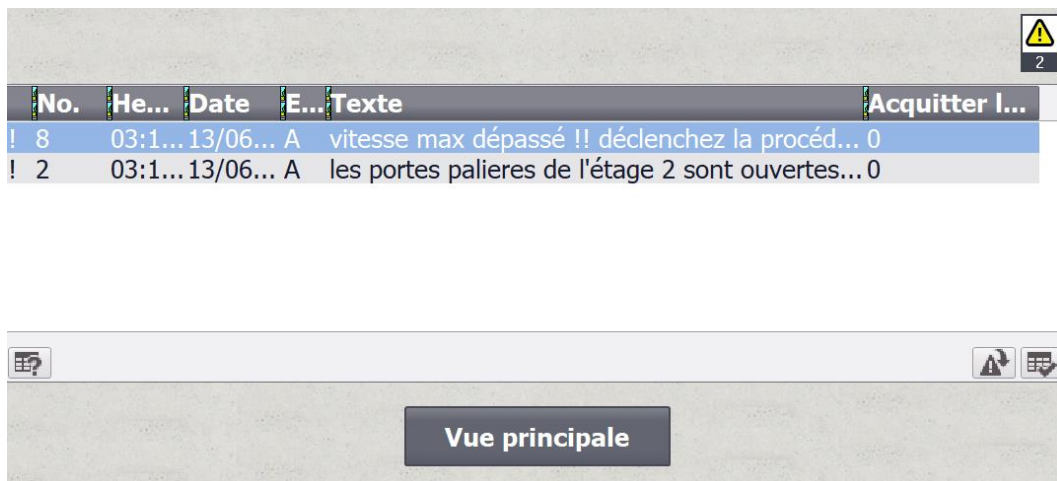 2
No. He... Date E... Texte Acquitter l...
! 8 03:1... 13/06... A vitesse max dépassé !! déclenchez la procéd... 0
! 2 03:1... 13/06... A les portes palieres de l'étage 2 sont ouvertes... 0
Vue principale